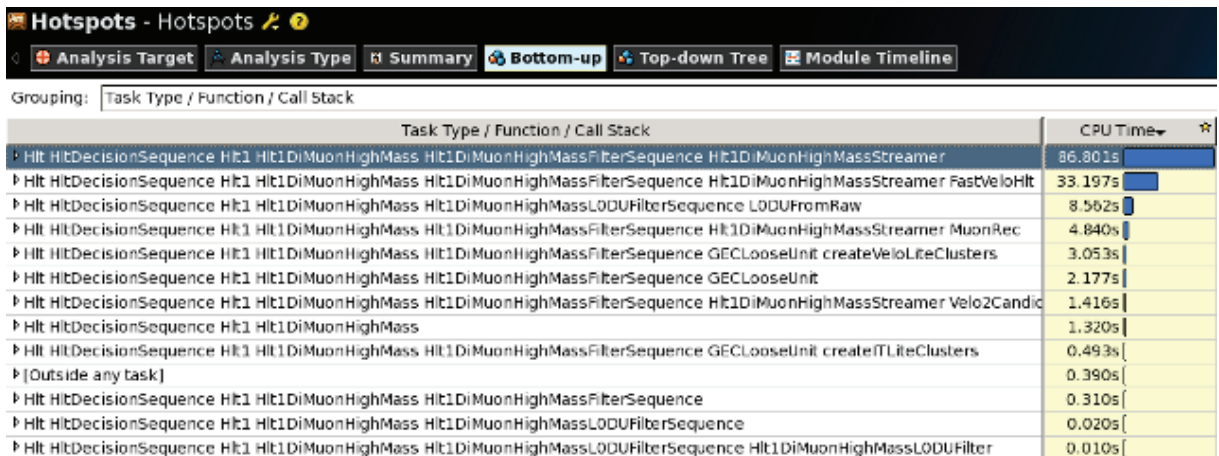 Hotspots - Hotspots
Analysis Target Analysis Type Summary Bottom-up Top-down Tree Module Timeline
Grouping: Task Type / Function / Call Stack
Task Type / Function / Call Stack CPU Time
Hlt HltDecisionSequence Hlt1 Hlt1DiMuonHighMass Hlt1DiMuonHighMassFilterSequence Hlt1DiMuonHighMassStreamer 86.801s
Hlt HltDecisionSequence Hlt1 Hlt1DiMuonHighMass Hlt1DiMuonHighMassFilterSequence Hlt1DiMuonHighMassStreamer FastVeloHlt 33.197s
Hlt HltDecisionSequence Hlt1 Hlt1DiMuonHighMass Hlt1DiMuonHighMassL0DUFilterSequence L0DUFromRaw 8.562s
Hlt HltDecisionSequence Hlt1 Hlt1DiMuonHighMass Hlt1DiMuonHighMassFilterSequence Hlt1DiMuonHighMassStreamer MuonRec 4.840s
Hlt HltDecisionSequence Hlt1 Hlt1DiMuonHighMass Hlt1DiMuonHighMassFilterSequence GECLooseUnit createVeloLiteClusters 3.053s
Hlt HltDecisionSequence Hlt1 Hlt1DiMuonHighMass Hlt1DiMuonHighMassFilterSequence GECLooseUnit 2.177s
Hlt HltDecisionSequence Hlt1 Hlt1DiMuonHighMass Hlt1DiMuonHighMassFilterSequence Hlt1DiMuonHighMassStreamer Velo2Candic 1.416s
Hlt HltDecisionSequence Hlt1 Hlt1DiMuonHighMass 1.320s
Hlt HltDecisionSequence Hlt1 Hlt1DiMuonHighMass Hlt1DiMuonHighMassFilterSequence GECLooseUnit createITLiteClusters 0.493s
[Outside any task] 0.390s
Hlt HltDecisionSequence Hlt1 Hlt1DiMuonHighMass Hlt1DiMuonHighMassFilterSequence 0.310s
Hlt HltDecisionSequence Hlt1 Hlt1DiMuonHighMass Hlt1DiMuonHighMassL0DUFilterSequence 0.020s
Hlt HltDecisionSequence Hlt1 Hlt1DiMuonHighMass Hlt1DiMuonHighMassL0DUFilterSequence Hlt1DiMuonHighMassL0DUFilter 0.010s